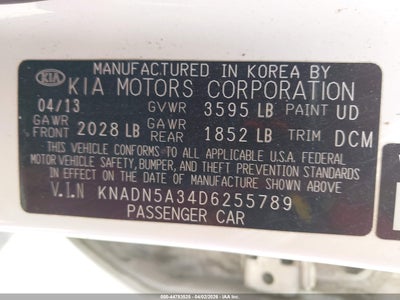 MANUFACTURED IN KOREA BY
KIA KIA MOTORS CORPORATION
04/13 GVWR 3595 LB PAINT UD
GAWR FRONT 2028 LB GAWR REAR 1852 LB TRIM DCM
THIS VEHICLE CONFORMS TO ALL APPLICABLE U.S.A. FEDERAL
MOTOR VEHICLE SAFETY, BUMPER, AND THEFT PREVENTION STANDARDS
IN EFFECT ON THE DATE OF MANUFACTURE SHOWN ABOVE.
V.I.N KNADN5A34D6255789
PASSENGER CAR